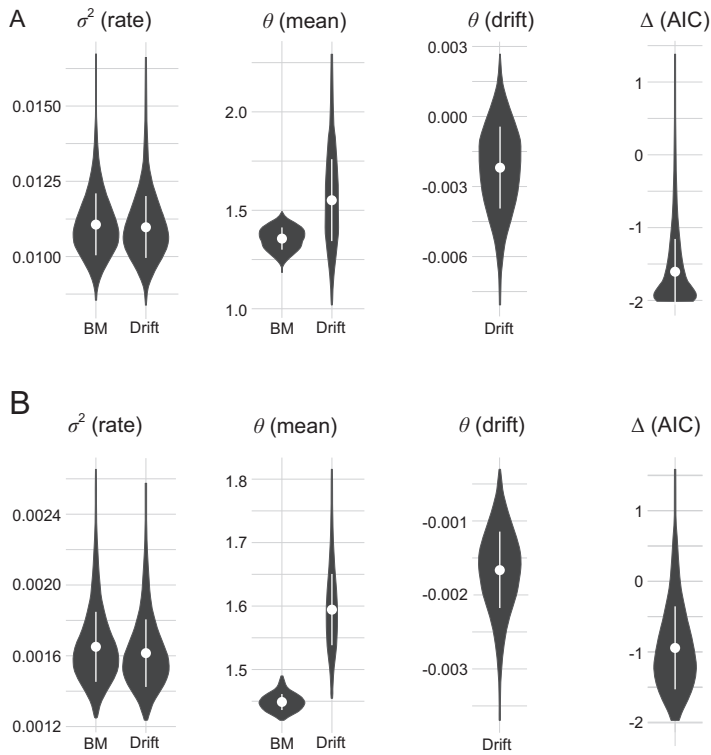 A
σ² (rate)
θ (mean)
θ (drift)
Δ (AIC)
0.0150
0.0125
0.0100
BM
Drift
2.0
1.5
1.0
BM
Drift
0.003
0.000
-0.003
-0.006
Drift
1
0
-1
-2
B
σ² (rate)
θ (mean)
θ (drift)
Δ (AIC)
0.0024
0.0020
0.0016
0.0012
BM
Drift
1.8
1.7
1.6
1.5
BM
Drift
-0.001
-0.002
-0.003
Drift
1
0
-1
-2